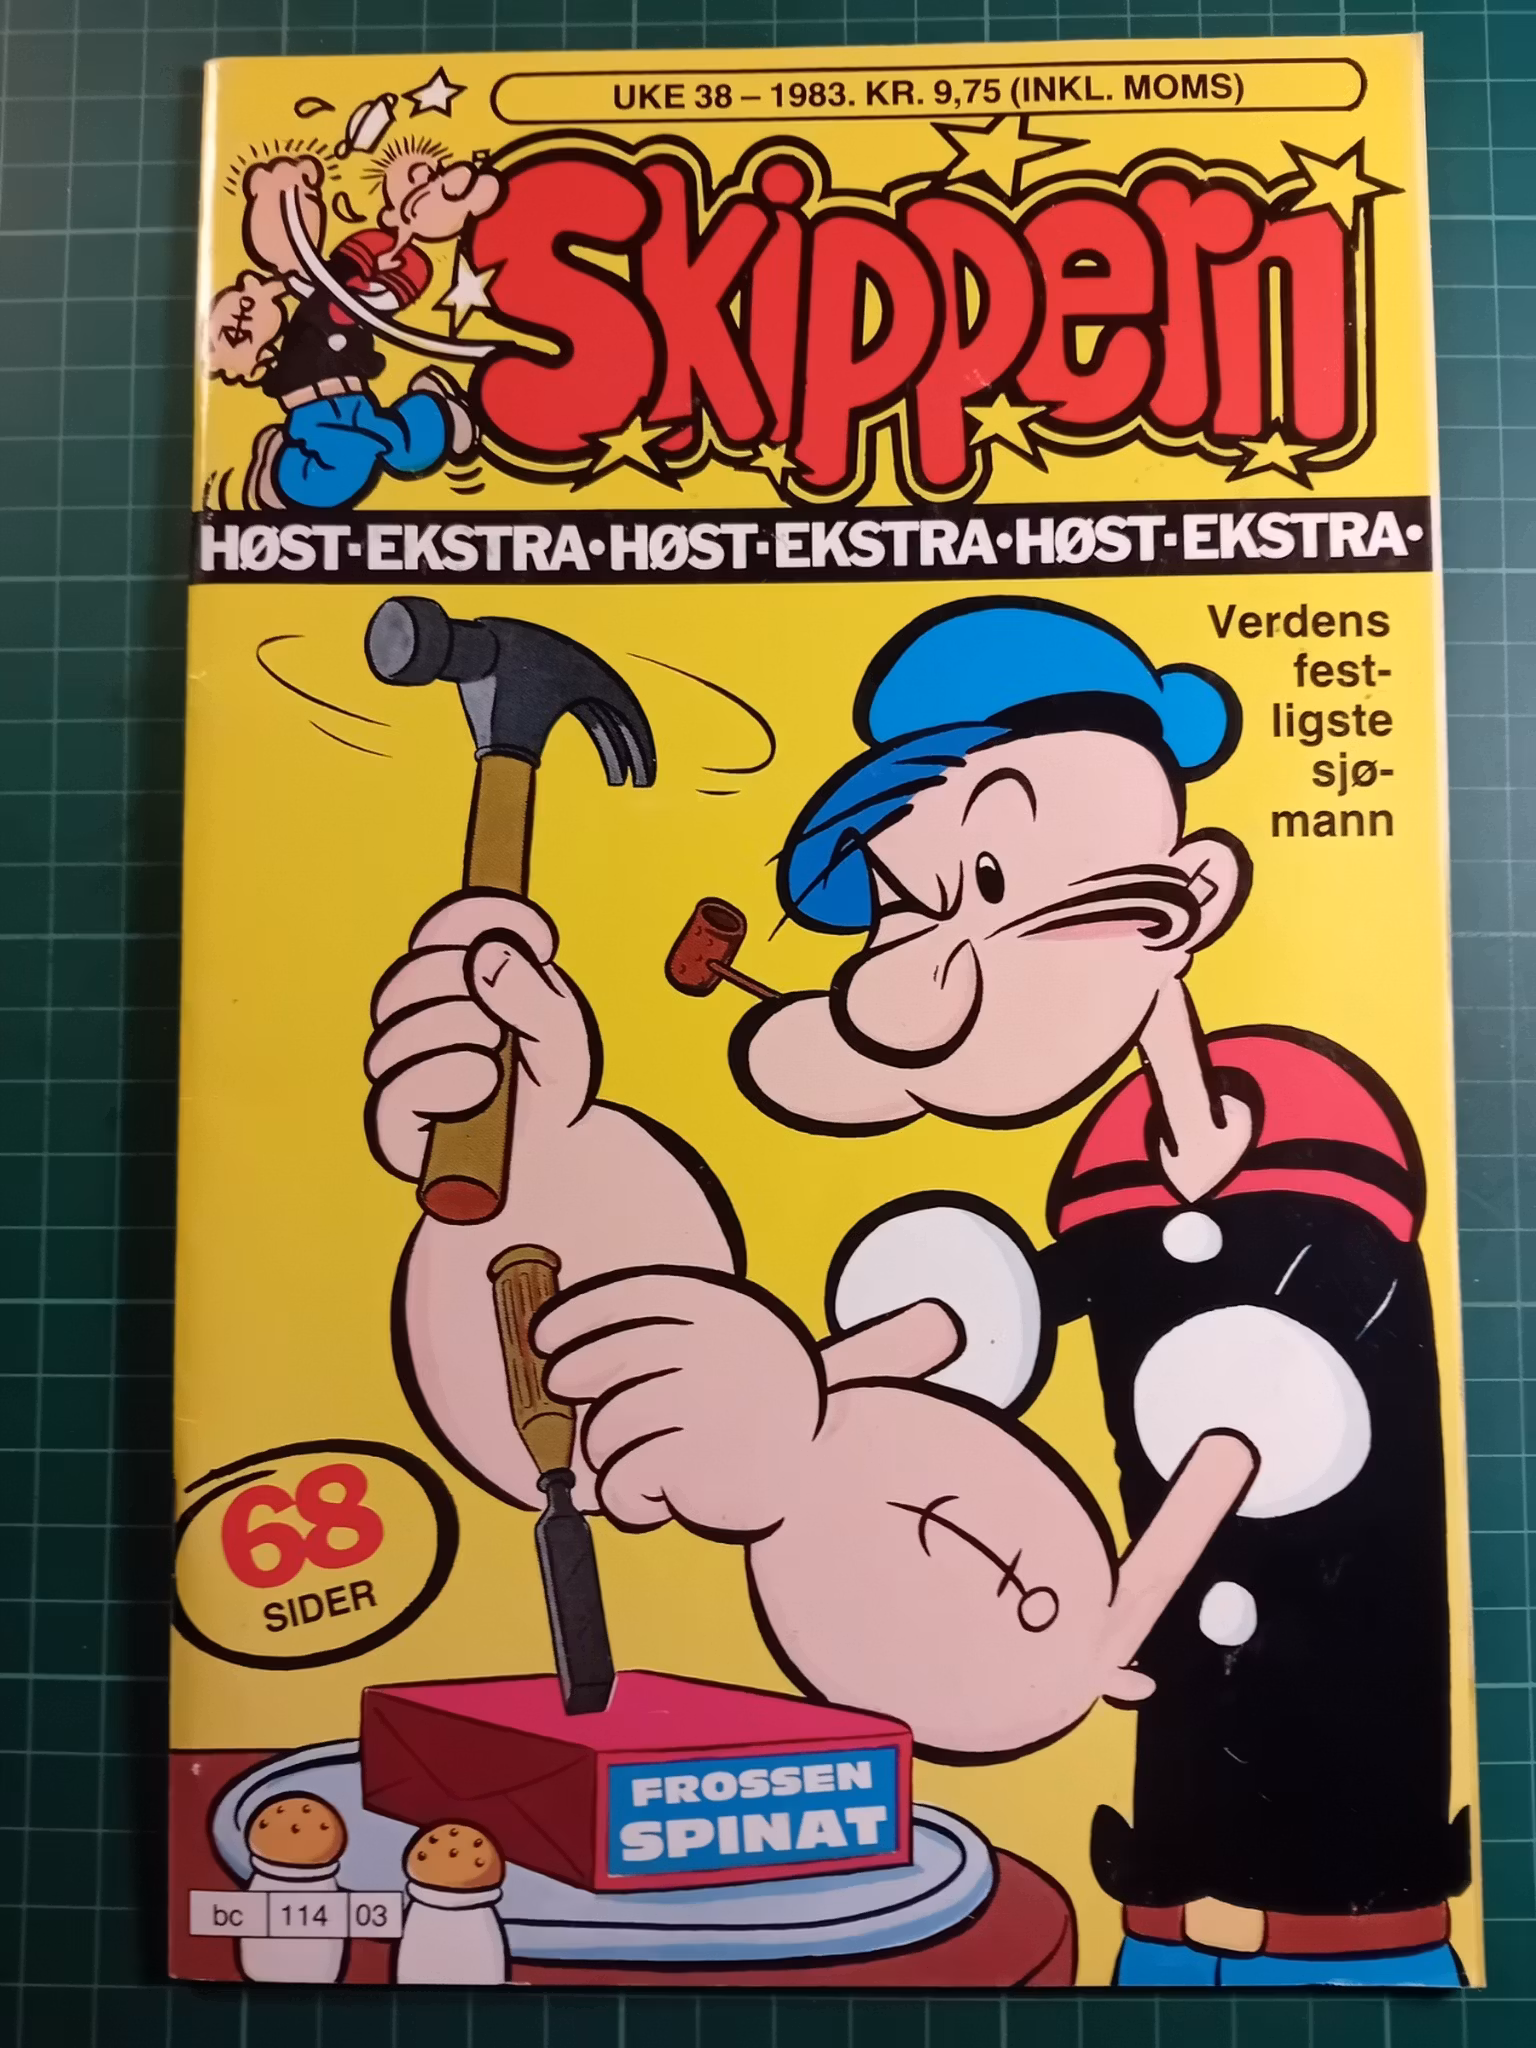 UKE 38 – 1983. KR. 9,75 (INKL. MOMS)
Skippern
HØST-EKSTRA•HØST-EKSTRA•HØST-EKSTRA•
Verdens
fest-
ligste
sjø-
mann
68
SIDER
FROSSEN
SPINAT
bc 114 03